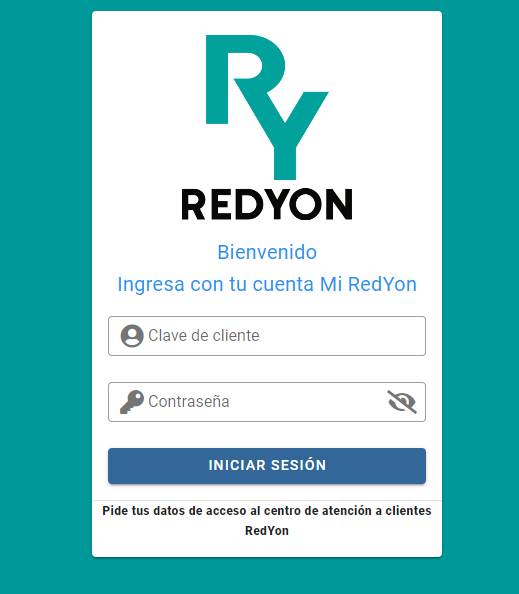 RY
REDYON
Bienvenido
Ingresa con tu cuenta Mi RedYon
Clave de cliente
Contraseña
INICIAR SESIÓN
Pide tus datos de acceso al centro de atención a clientes
RedYon